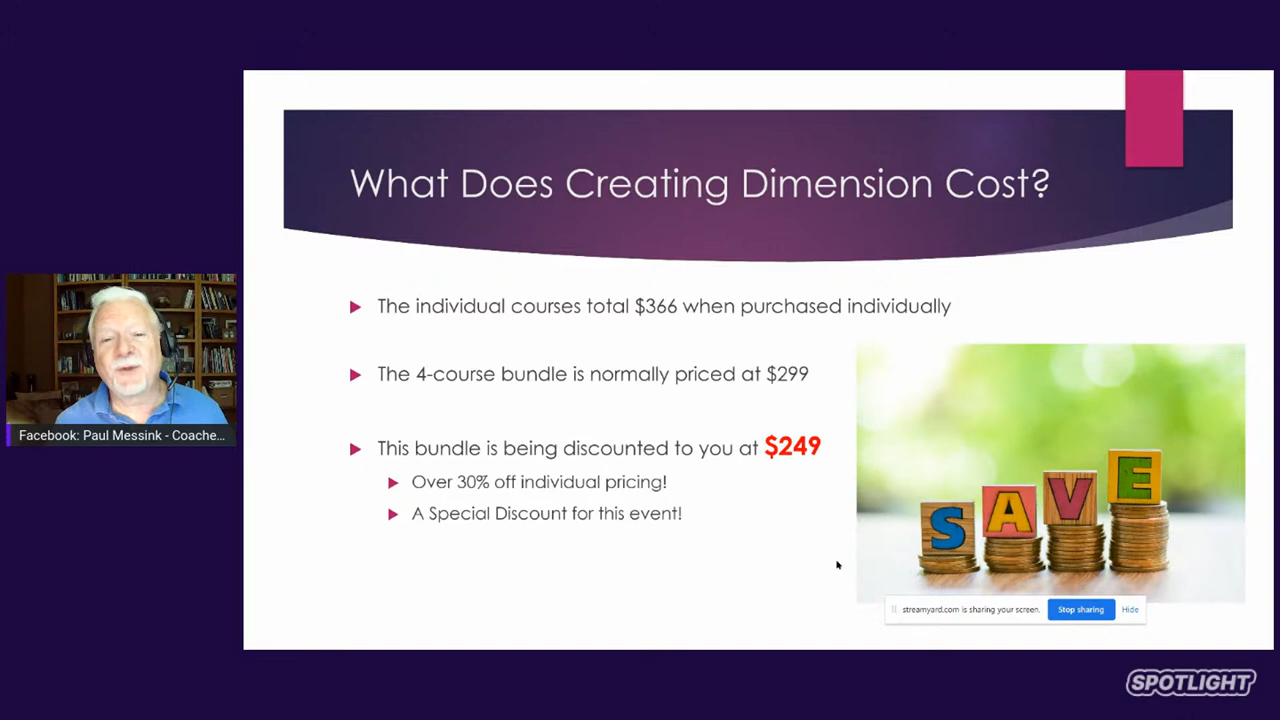 What Does Creating Dimension Cost?
The individual courses total $366 when purchased individually
The 4-course bundle is normally priced at $299
This bundle is being discounted to you at $249
Over 30% off individual pricing!
A Special Discount for this event!
SAVE
Facebook: Paul Messink - Coache...
streamyard.com is sharing your screen. Stop sharing Hide
SPOTLIGHT